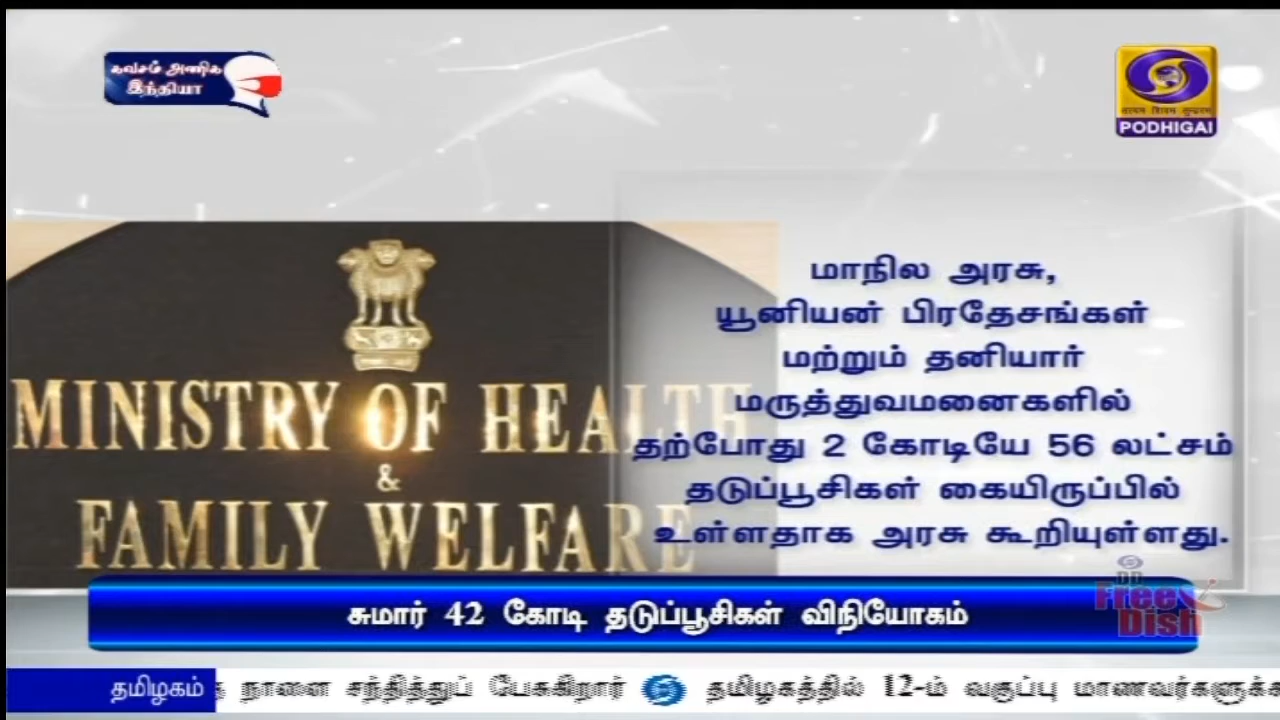 கவசம் அணிக
இந்தியா
PODHIGAI
மாநில அரசு,
யூனியன் பிரதேசங்கள்
மற்றும் தனியார்
மருத்துவமனைகளில்
தற்போது 2 கோடியே 56 லட்சம்
தடுப்பூசிகள் கையிருப்பில்
உள்ளதாக அரசு கூறியுள்ளது.
MINISTRY OF HEALTH
&
FAMILY WELFARE
DD
Free
Dish
சுமார் 42 கோடி தடுப்பூசிகள் விநியோகம்
தமிழகம் நாளை சந்தித்துப் பேசுகிறார் தமிழகத்தில் 12-ம் வகுப்பு